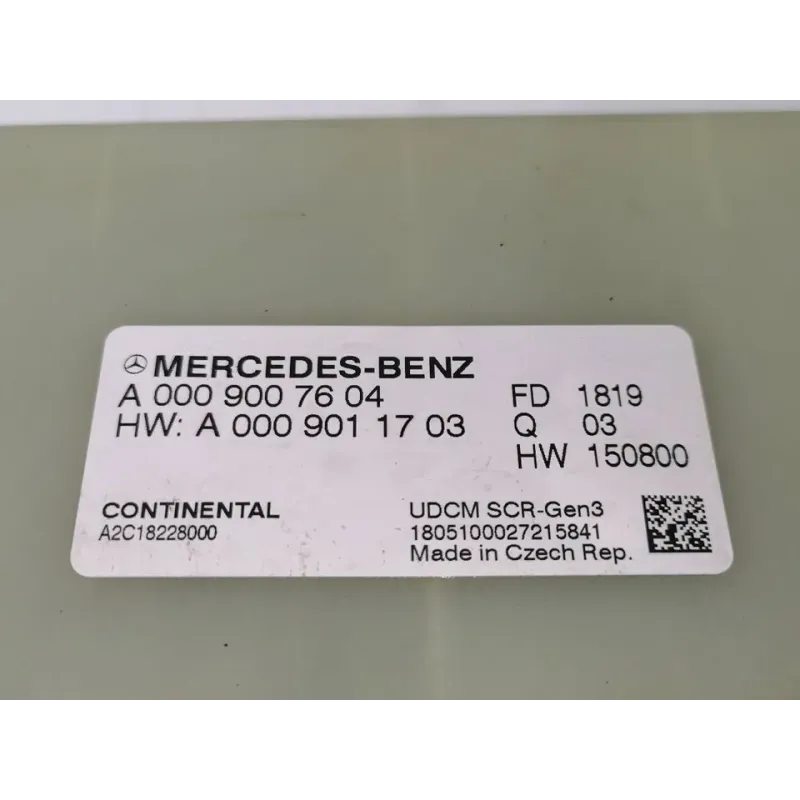 MERCEDES-BENZ
A 000 900 76 04
HW: A 000 901 17 03
FD 1819
Q 03
HW 150800
CONTINENTAL
A2C18228000
UDCM SCR-Gen3
1805100027215841
Made in Czech Rep.